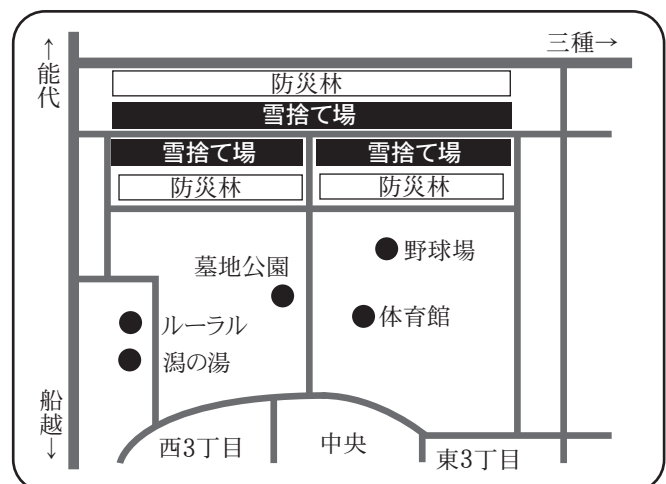 ↑能代
三種→
防災林
雪捨て場
雪捨て場
雪捨て場
防災林
防災林
野球場
墓地公園
体育館
ルーラル
潟の湯
船越↓
西3丁目
中央
東3丁目